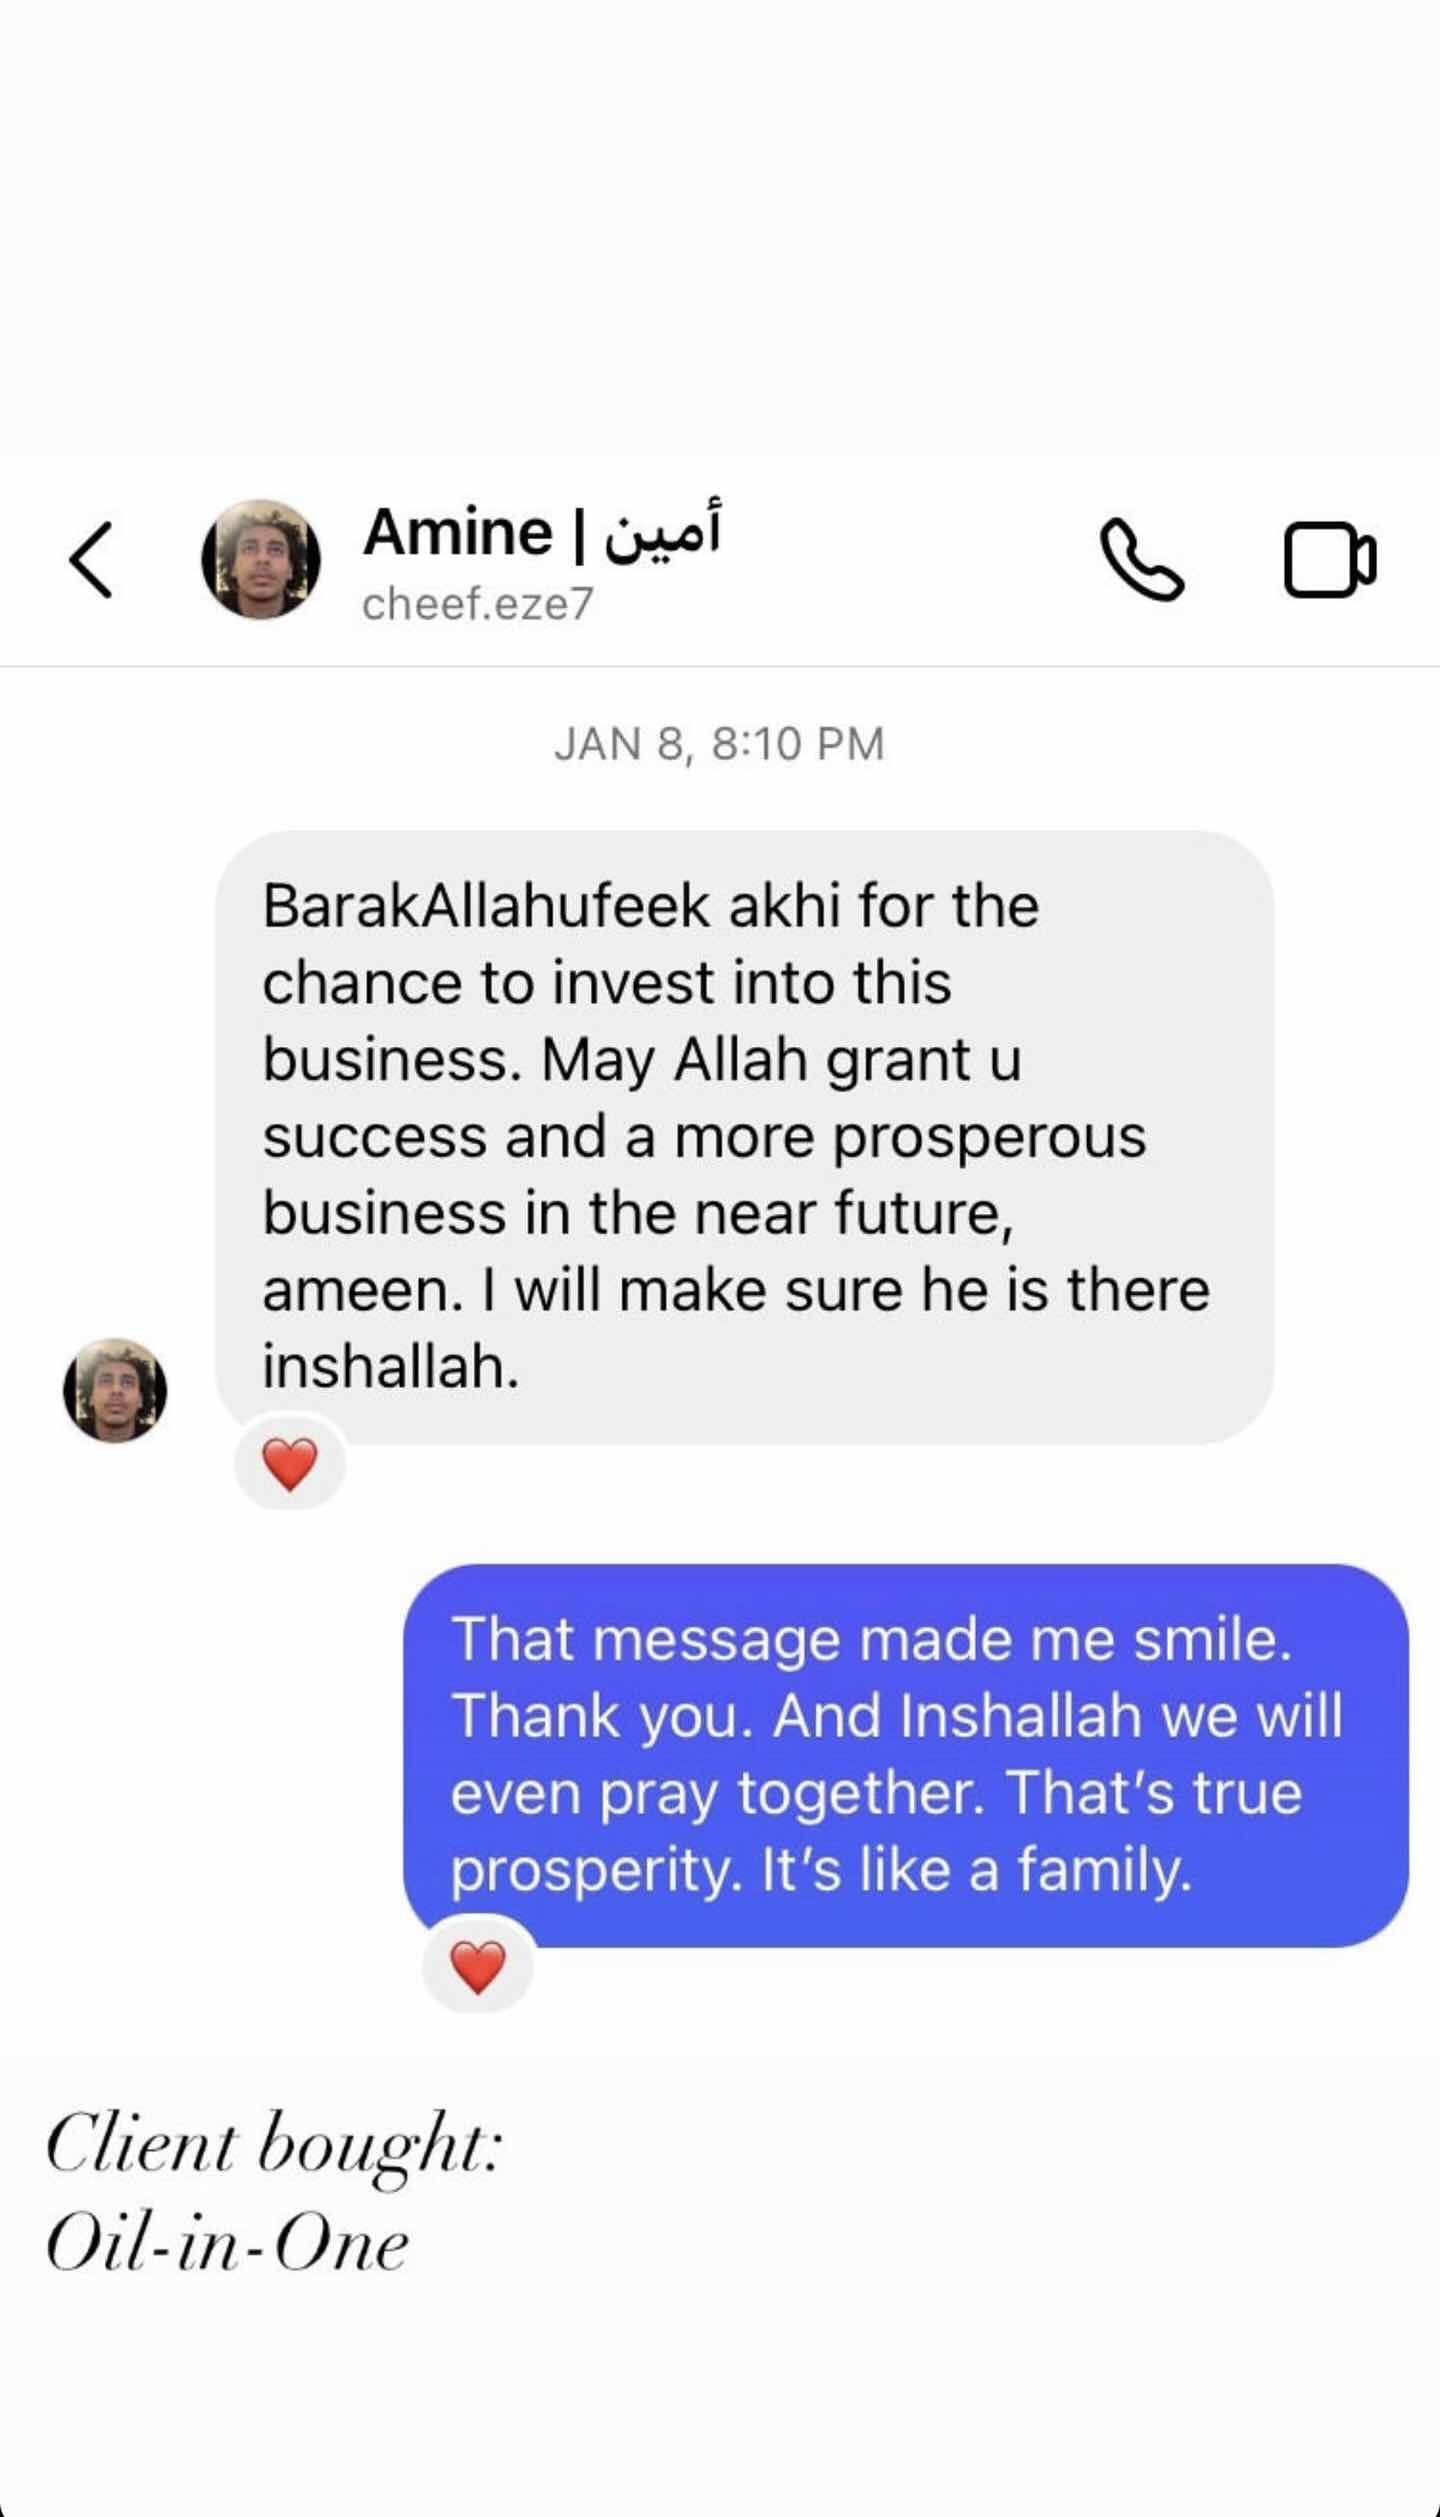 Amine | أمين
cheef.eze7
JAN 8, 8:10 PM
BarakAllahufeek akhi for the
chance to invest into this
business. May Allah grant u
success and a more prosperous
business in the near future,
ameen. I will make sure he is there
inshallah.
That message made me smile.
Thank you. And Inshallah we will
even pray together. That’s true
prosperity. It’s like a family.
Client bought:
Oil-in-One